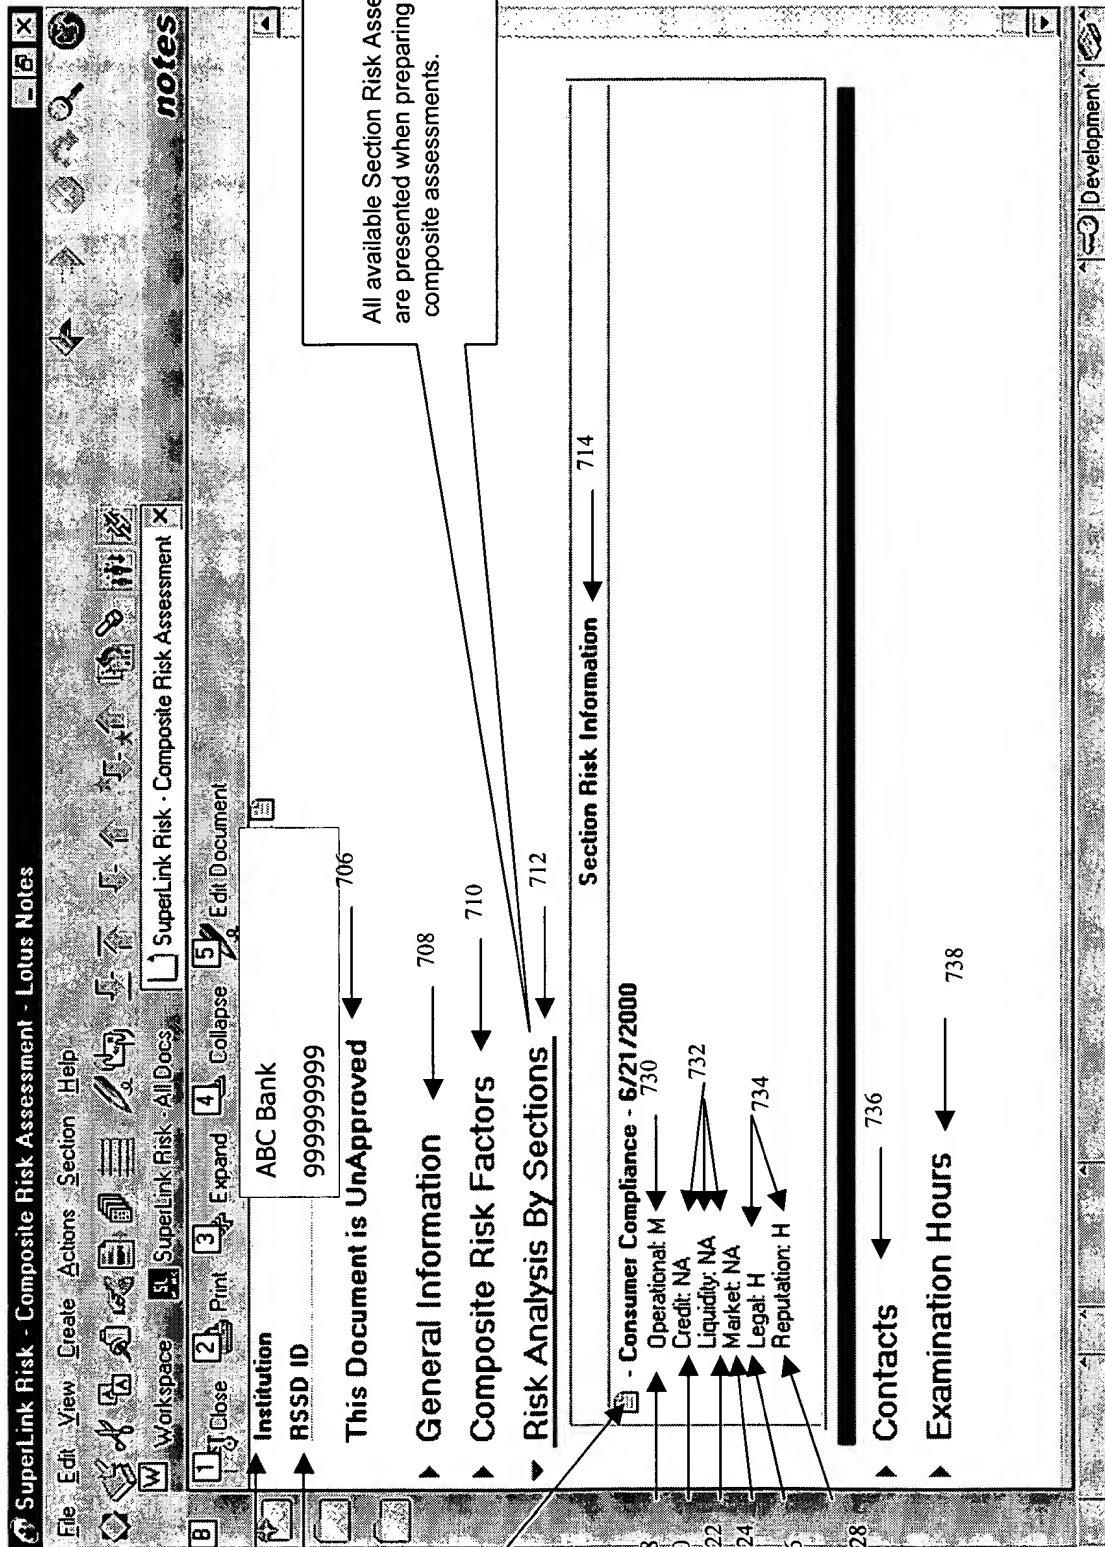 SuperLink Risk - Composite Risk Assessment - Lotus Notes
File Edit View Create Actions Section Help
notes
W Workspace SL SuperLink Risk - All Docs SuperLink Risk - Composite Risk Assessment
B 1 Close 2 Print 3 Expand 4 Collapse 5 Edit Document
Institution ABC Bank
RSSD ID 99999999
This Document is UnApproved 706
General Information 708
Composite Risk Factors 710
Risk Analysis By Sections 712
All available Section Risk Asse
are presented when preparing
composite assessments.
Section Risk Information 714
- Consumer Compliance - 6/21/2000
Operational: M 730
Credit: NA
Liquidity: NA 732
Market: NA
Legal: H 734
Reputation: H
22
24
28
Contacts 736
Examination Hours 738
Development